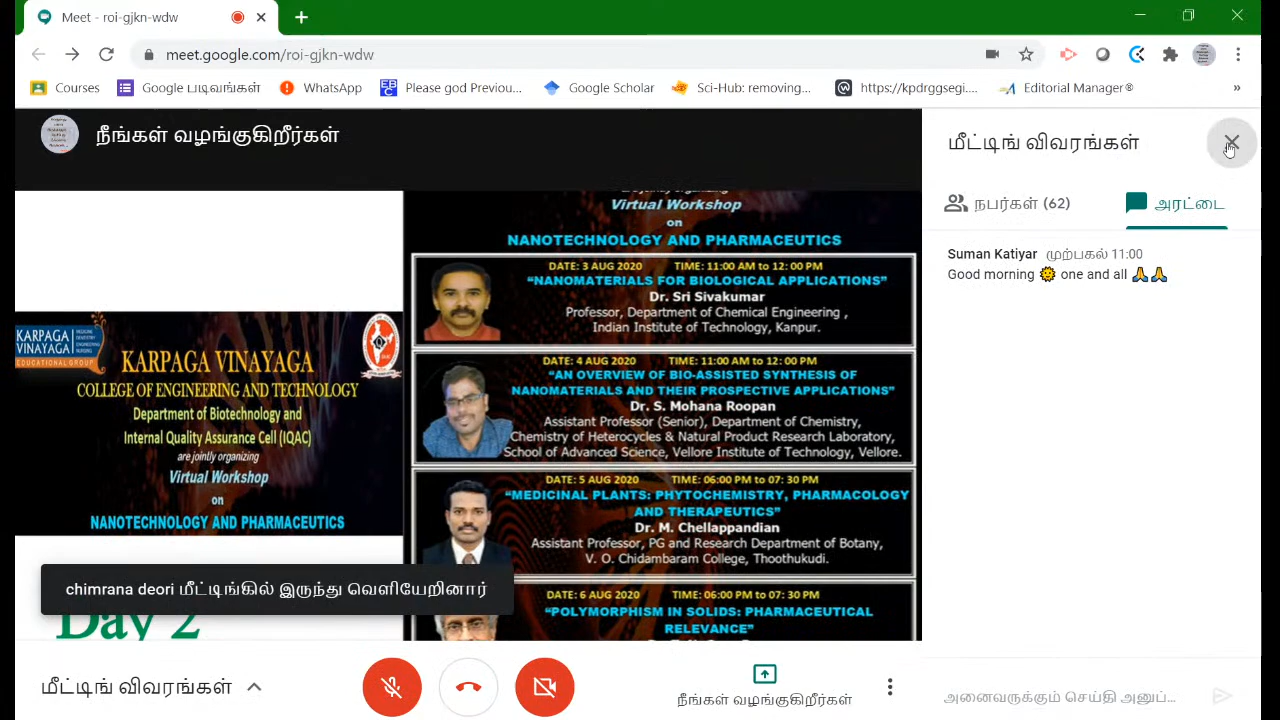 Meet - roi-gjkn-wdw
meet.google.com/roi-gjkn-wdw
Courses
Google படிவங்கள்
WhatsApp
Please god Previou...
Google Scholar
Sci-Hub: removing...
https://kpdrggsegi....
Editorial Manager®
»
நீங்கள் வழங்குகிறீர்கள்
மீட்டிங் விவரங்கள்
நபர்கள் (62)
அரட்டை
Suman Katiyar முற்பகல் 11:00
Good morning 🌞 one and all 🙏🙏
KARPAGA
VINAYAGA
EDUCATIONAL GROUP
KARPAGA VINAYAGA
COLLEGE OF ENGINEERING AND TECHNOLOGY
Department of Biotechnology and
Internal Quality Assurance Cell (IQAC)
are jointly organizing
Virtual Workshop
on
NANOTECHNOLOGY AND PHARMACEUTICS
Day 2
Virtual Workshop
on
NANOTECHNOLOGY AND PHARMACEUTICS
DATE: 3 AUG 2020 TIME: 11:00 AM to 12: 00 PM
“NANOMATERIALS FOR BIOLOGICAL APPLICATIONS”
Dr. Sri Sivakumar
Professor, Department of Chemical Engineering ,
Indian Institute of Technology, Kanpur.
DATE: 4 AUG 2020 TIME: 11:00 AM to 12:00 PM
“AN OVERVIEW OF BIO-ASSISTED SYNTHESIS OF
NANOMATERIALS AND THEIR PROSPECTIVE APPLICATIONS”
Dr. S. Mohana Roopan
Assistant Professor (Senior), Department of Chemistry,
Chemistry of Heterocycles & Natural Product Research Laboratory,
School of Advanced Science, Vellore Institute of Technology, Vellore.
DATE: 5 AUG 2020 TIME: 06:00 PM to 07:30 PM
“MEDICINAL PLANTS: PHYTOCHEMISTRY, PHARMACOLOGY
AND THERAPEUTICS”
Dr. M. Chellappandian
Assistant Professor, PG and Research Department of Botany,
V. O. Chidambaram College, Thoothukudi.
DATE: 6 AUG 2020 TIME: 06:00 PM to 07:30 PM
“POLYMORPHISM IN SOLIDS: PHARMACEUTICAL
RELEVANCE”
chimrana deori மீட்டிங்கில் இருந்து வெளியேறினார்
மீட்டிங் விவரங்கள்
நீங்கள் வழங்குகிறீர்கள்
அனைவருக்கும் செய்தி அனுப்...